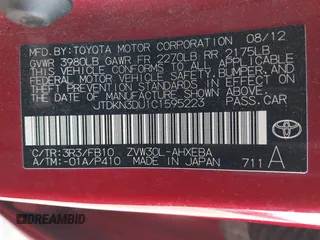 MFD. BY: TOYOTA MOTOR CORPORATION 08/12
GVWR 3980LB GAWR FR 2270LB RR 2175LB
THIS VEHICLE CONFORMS TO ALL APPLICABLE
FEDERAL MOTOR VEHICLE SAFETY, BUMPER, AND
THEFT PREVENTION STANDARDS IN EFFECT ON
THE DATE OF MANUFACTURE SHOWN ABOVE.
JTDKN3DU1C1595223 PASS.CAR
TOYOTA
C/TR: 3R3/FB10 ZVW30L-AHXEBA
A/TM: -01A/P410 MADE IN JAPAN 711 A
DREAMBID